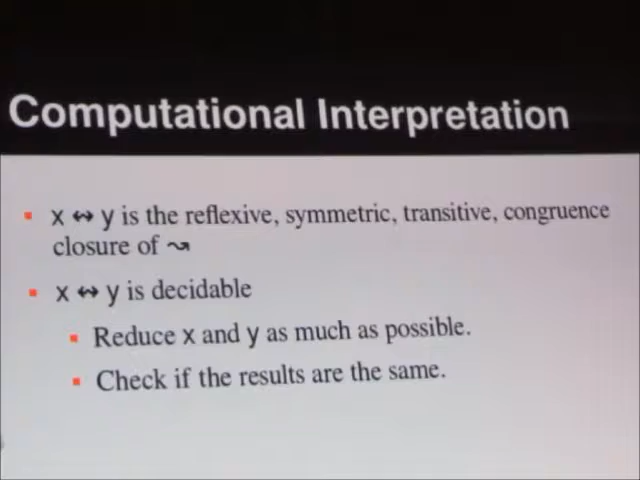 Computational Interpretation
▪ x ↭ y is the reflexive, symmetric, transitive, congruence
closure of ↝
▪ x ↭ y is decidable
▪ Reduce x and y as much as possible.
▪ Check if the results are the same.